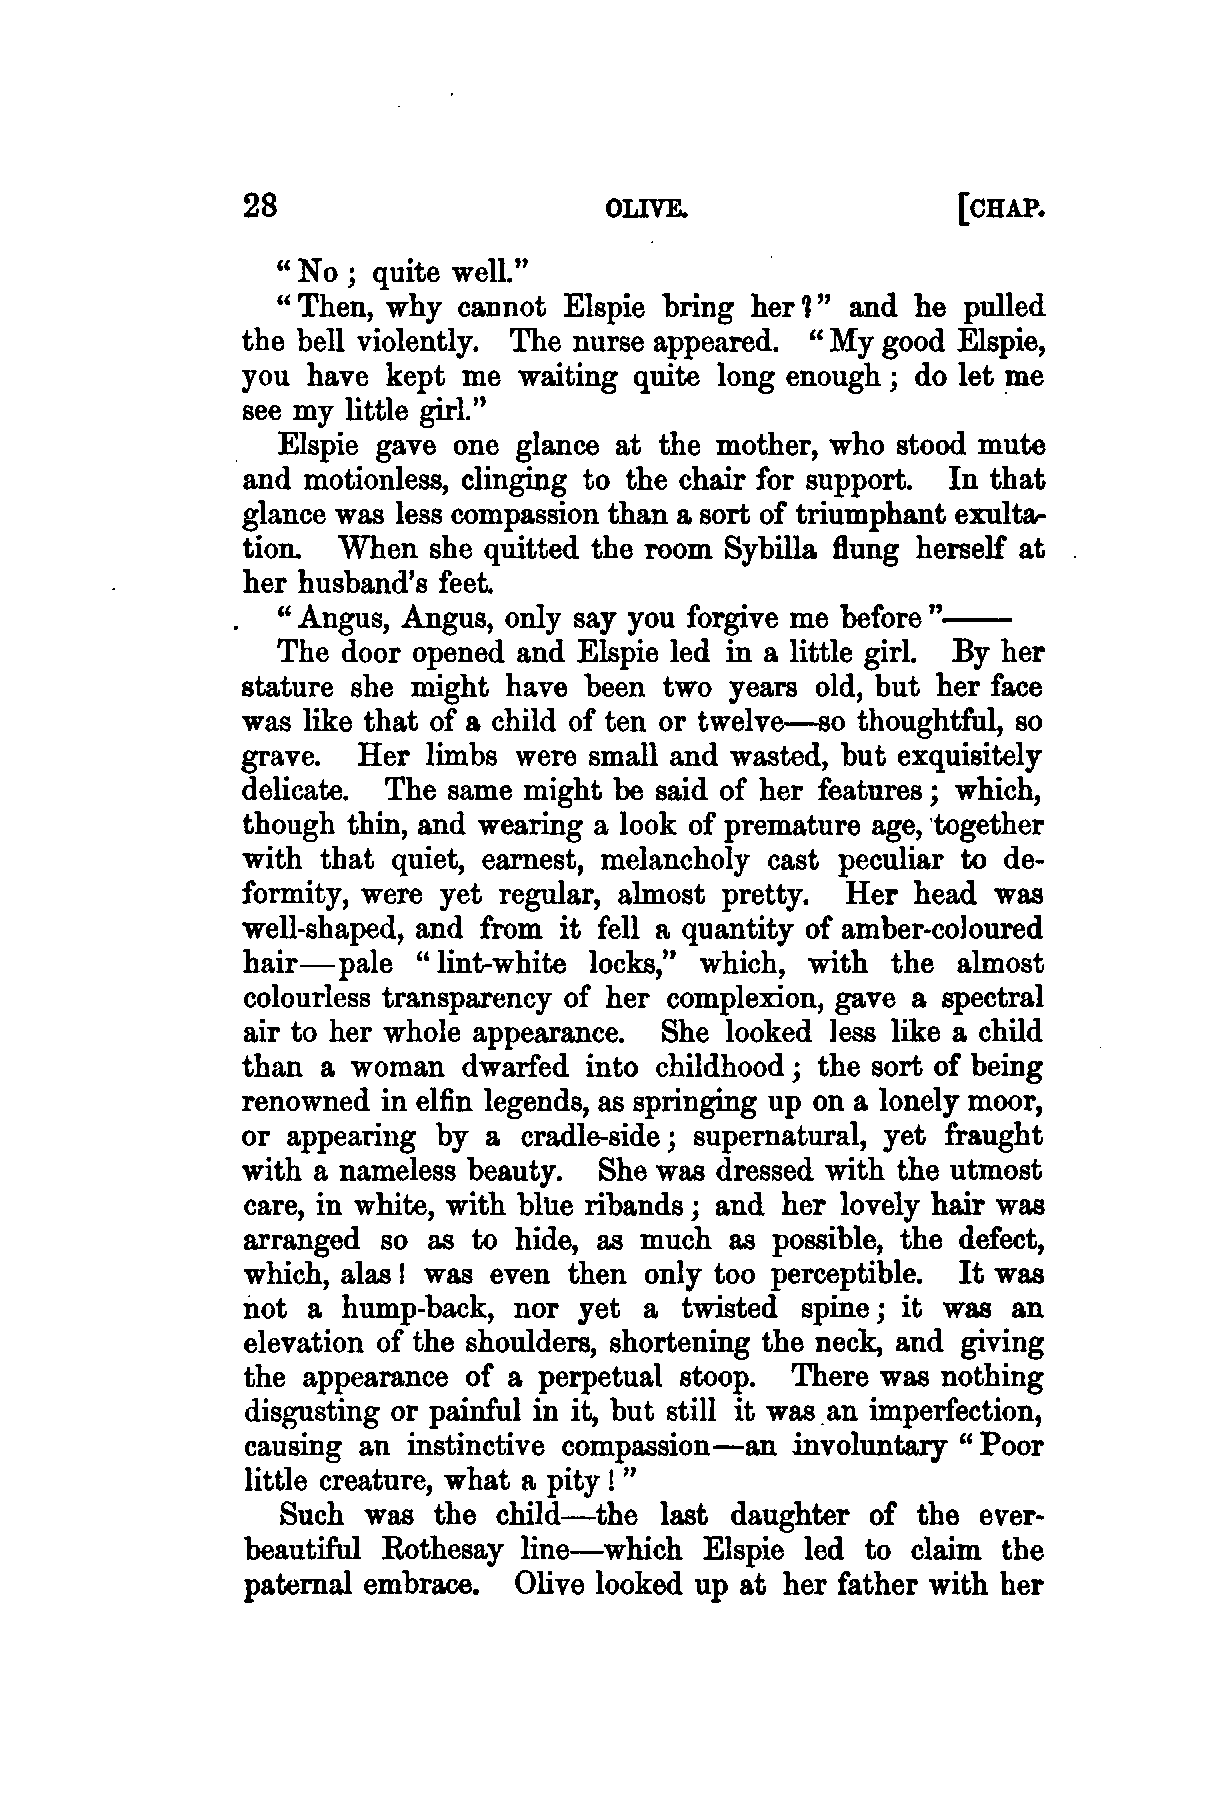 28 OLIVE. [CHAP.
“No; quite well.”
“Then, why cannot Elspie bring her?” and he pulled
the bell violently. The nurse appeared. “My good Elspie,
you have kept me waiting quite long enough; do let me
see my little girl.”
Elspie gave one glance at the mother, who stood mute
and motionless, clinging to the chair for support. In that
glance was less compassion than a sort of triumphant exulta-
tion. When she quitted the room Sybilla flung herself at
her husband's feet.
“Angus, Angus, only say you forgive me before”——
The door opened and Elspie led in a little girl. By her
stature she might have been two years old, but her face
was like that of a child of ten or twelve—so thoughtful, so
grave. Her limbs were small and wasted, but exquisitely
delicate. The same might be said of her features; which,
though thin, and wearing a look of premature age, together
with that quiet, earnest, melancholy cast peculiar to de-
formity, were yet regular, almost pretty. Her head was
well-shaped, and from it fell a quantity of amber-coloured
hair—pale “lint-white locks,” which, with the almost
colourless transparency of her complexion, gave a spectral
air to her whole appearance. She looked less like a child
than a woman dwarfed into childhood; the sort of being
renowned in elfin legends, as springing up on a lonely moor,
or appearing by a cradle-side; supernatural, yet fraught
with a nameless beauty. She was dressed with the utmost
care, in white, with blue ribands; and her lovely hair was
arranged so as to hide, as much as possible, the defect,
which, alas! was even then only too perceptible. It was
not a hump-back, nor yet a twisted spine; it was an
elevation of the shoulders, shortening the neck, and giving
the appearance of a perpetual stoop. There was nothing
disgusting or painful in it, but still it was an imperfection,
causing an instinctive compassion—an involuntary “Poor
little creature, what a pity!”
Such was the child—the last daughter of the ever-
beautiful Rothesay line—which Elspie led to claim the
paternal embrace. Olive looked up at her father with her